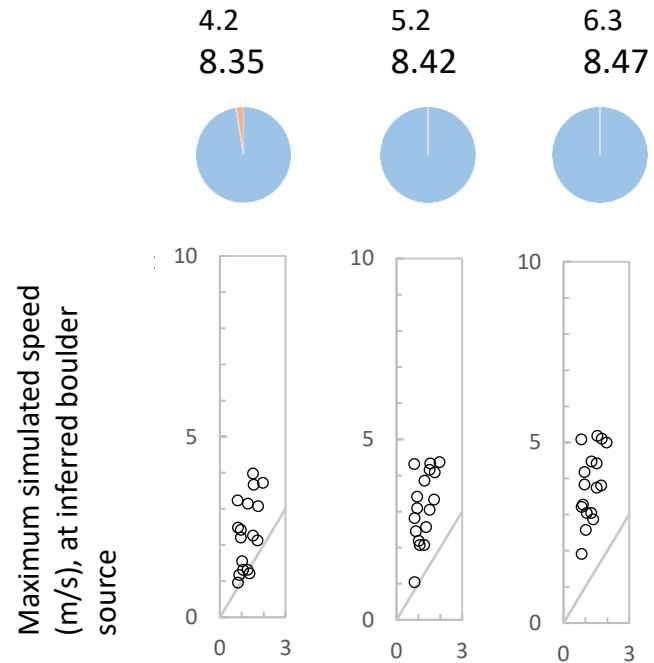 4.2 5.2 6.3
8.35 8.42 8.47
10 10 10
5 5 5
0 0 0
0 3 0 3 0 3
Maximum simulated speed
(m/s), at inferred boulder
source